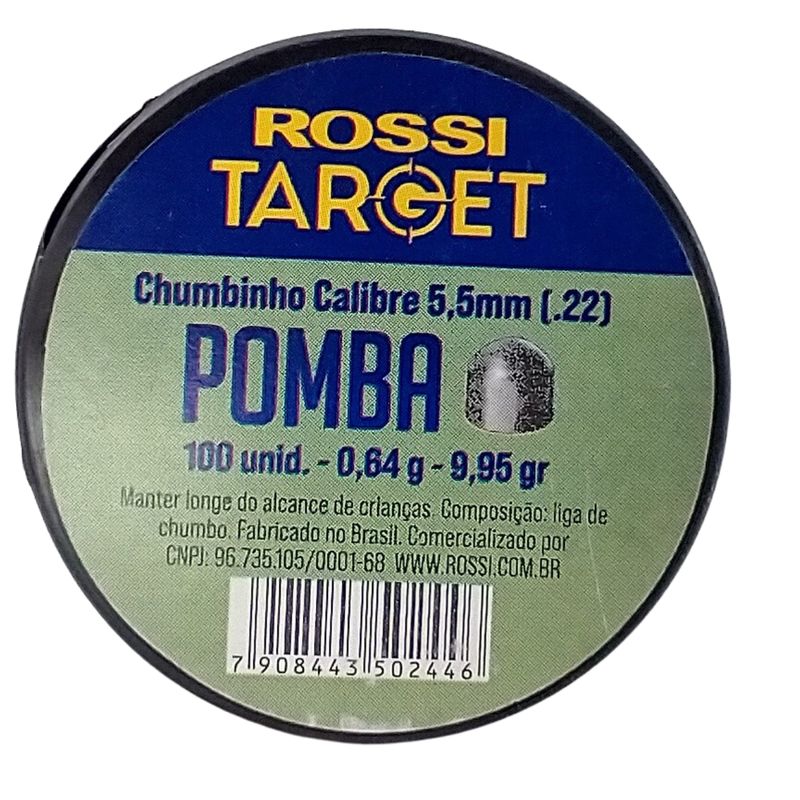 ROSSI
TARGET
Chumbinho Calibre 5,5mm (.22)
POMBA
100 unid. - 0,64 g - 9,95 gr
Manter longe do alcance de crianças. Composição: liga de
chumbo. Fabricado no Brasil. Comercializado por
CNPJ: 96.735.105/0001-68 WWW.ROSSI.COM.BR
7 908443 502446